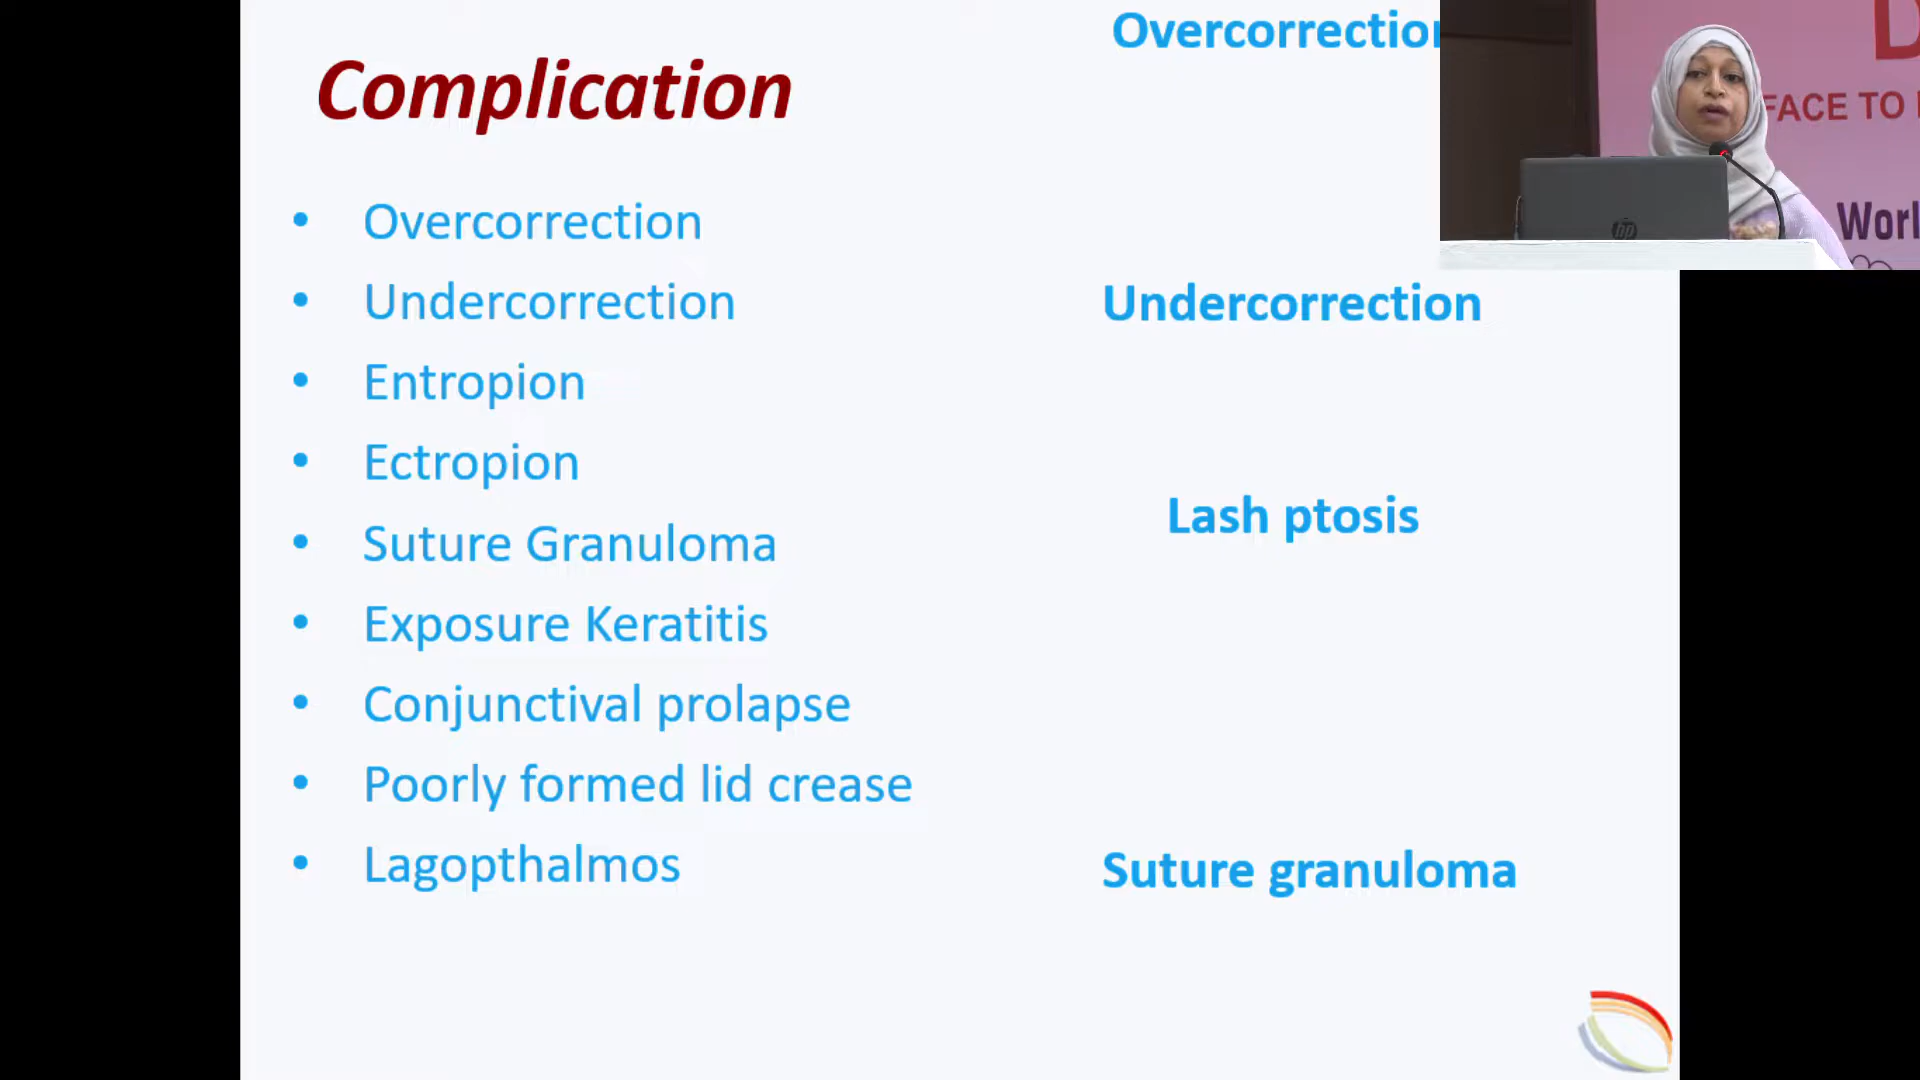 Complication
• Overcorrection
• Undercorrection
• Entropion
• Ectropion
• Suture Granuloma
• Exposure Keratitis
• Conjunctival prolapse
• Poorly formed lid crease
• Lagopthalmos
Overcorrection
Undercorrection
Lash ptosis
Suture granuloma
D
FACE TO
Worl
hp